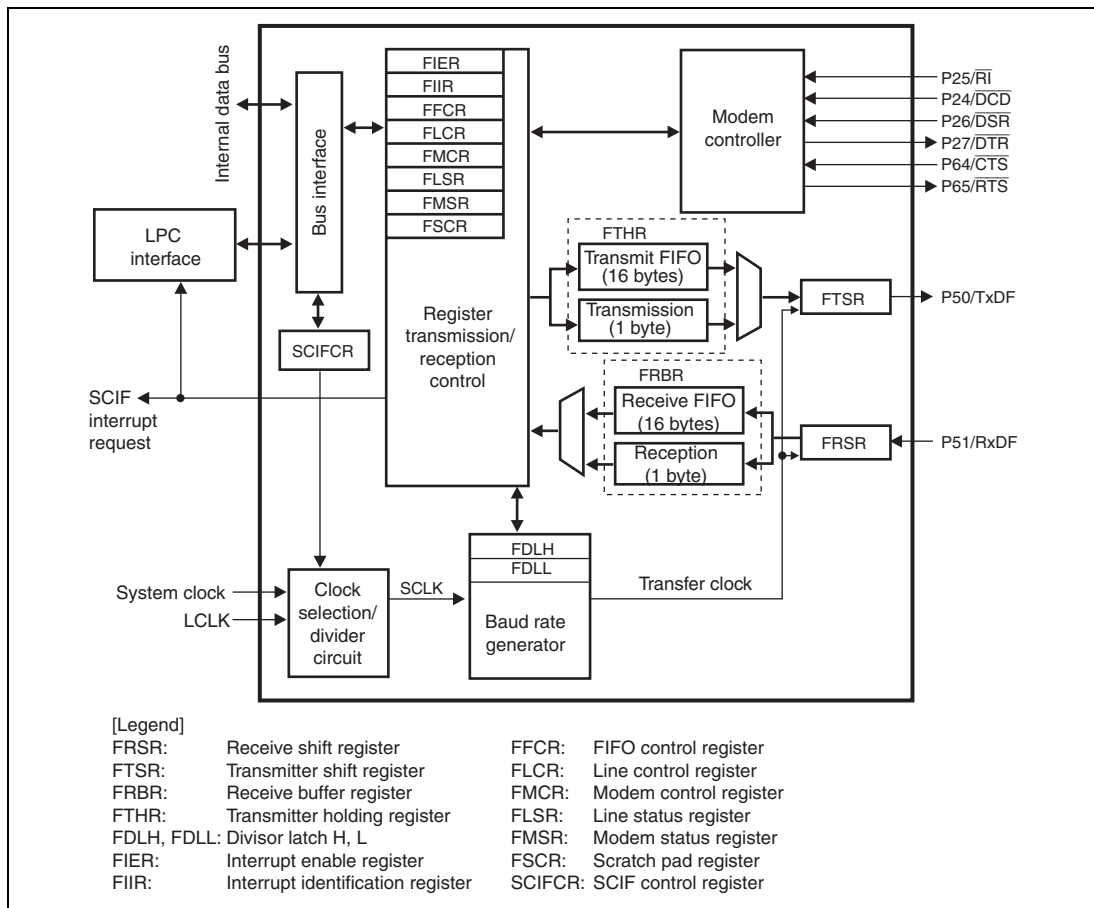 Internal data bus
Bus interface
FIER
FIIR
FFCR
FLCR
FMCR
FLSR
FMSR
FSCR
Register
transmission/
reception
control
Modem
controller
P25/R̅I̅
P24/D̅C̅D̅
P26/D̅S̅R̅
P27/D̅T̅R̅
P64/C̅T̅S̅
P65/R̅T̅S̅
LPC
interface
SCIFCR
SCIF
interrupt
request
FTHR
Transmit FIFO
(16 bytes)
Transmission
(1 byte)
FTSR
P50/TxDF
FRBR
Receive FIFO
(16 bytes)
Reception
(1 byte)
FRSR
P51/RxDF
System clock
LCLK
Clock
selection/
divider
circuit
SCLK
FDLH
FDLL
Baud rate
generator
Transfer clock
[Legend]
FRSR: Receive shift register
FTSR: Transmitter shift register
FRBR: Receive buffer register
FTHR: Transmitter holding register
FDLH, FDLL: Divisor latch H, L
FIER: Interrupt enable register
FIIR: Interrupt identification register
FFCR: FIFO control register
FLCR: Line control register
FMCR: Modem control register
FLSR: Line status register
FMSR: Modem status register
FSCR: Scratch pad register
SCIFCR: SCIF control register